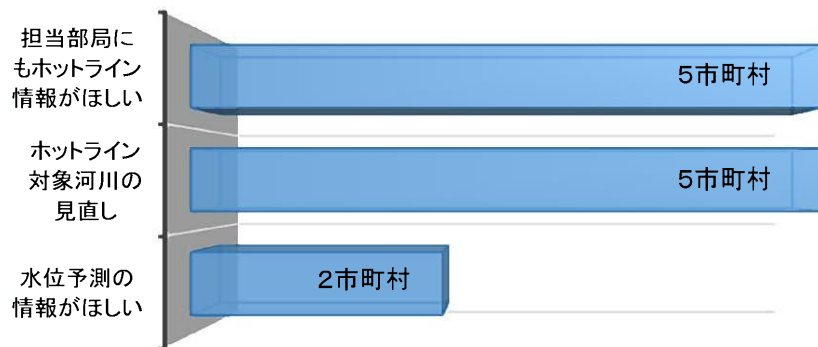 担当部局に
もホットライン
情報がほしい
5市町村
ホットライン
対象河川の
見直し
5市町村
水位予測の
情報がほしい
2市町村